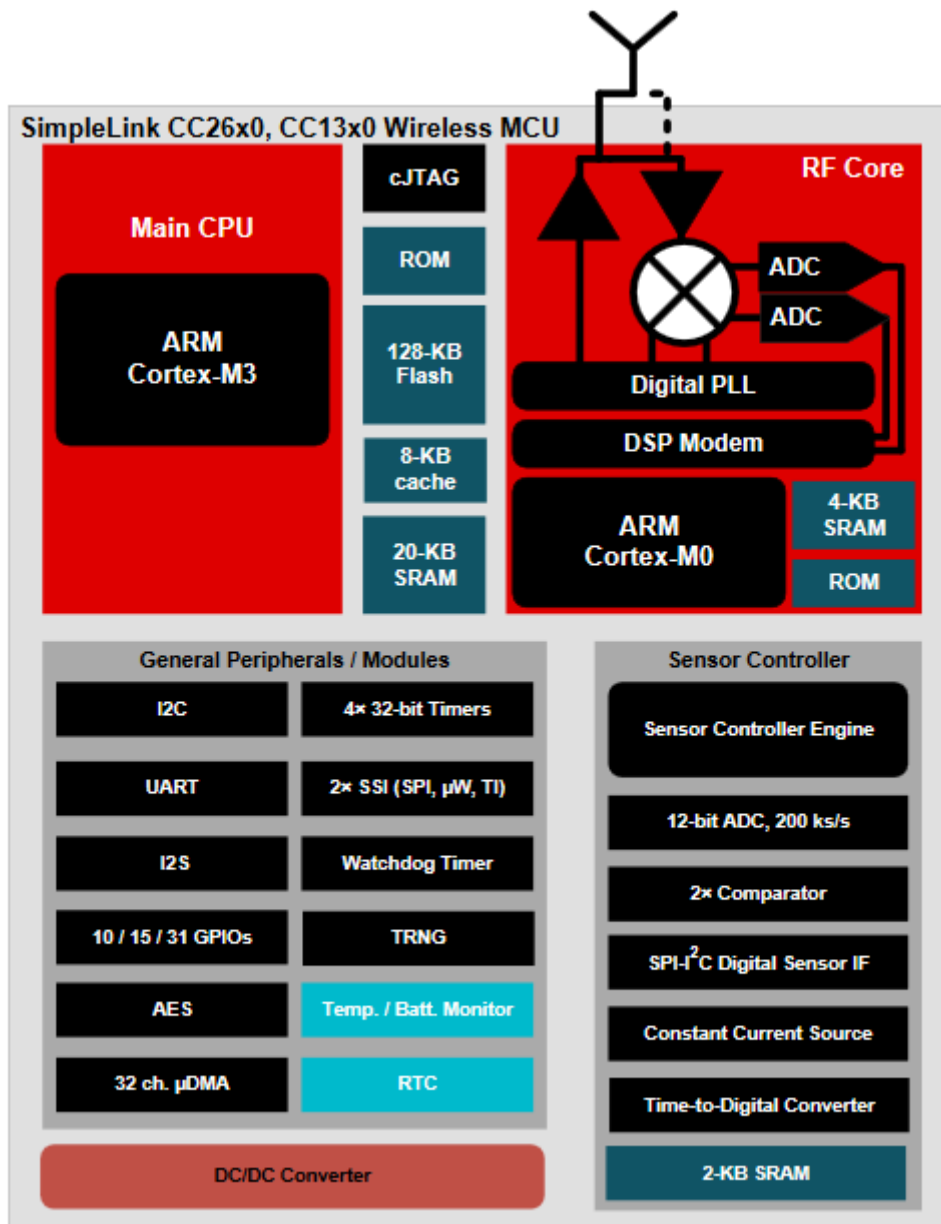 SimpleLink CC26x0, CC13x0 Wireless MCU
Main CPU
ARM
Cortex-M3
cJTAG
ROM
128-KB
Flash
8-KB
cache
20-KB
SRAM
RF Core
ADC
ADC
Digital PLL
DSP Modem
ARM
Cortex-M0
4-KB
SRAM
ROM
General Peripherals / Modules
I2C
4× 32-bit Timers
UART
2× SSI (SPI, µW, TI)
I2S
Watchdog Timer
10 / 15 / 31 GPIOs
TRNG
AES
Temp. / Batt. Monitor
32 ch. µDMA
RTC
DC/DC Converter
Sensor Controller
Sensor Controller Engine
12-bit ADC, 200 ks/s
2× Comparator
SPI-I²C Digital Sensor IF
Constant Current Source
Time-to-Digital Converter
2-KB SRAM